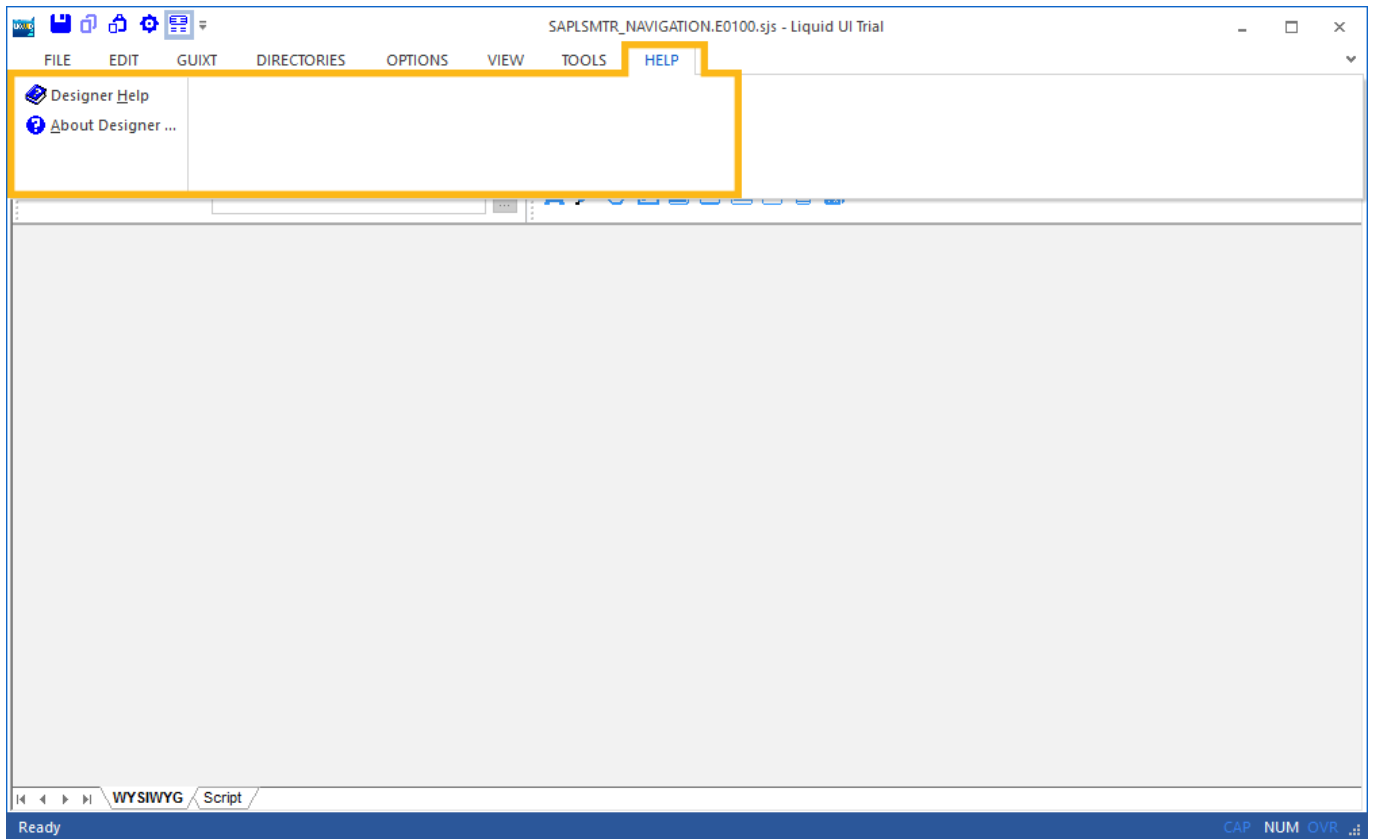 SAPLSMTR_NAVIGATION.E0100.sjs - Liquid UI Trial
FILE EDIT GUIXT DIRECTORIES OPTIONS VIEW TOOLS HELP
Designer Help
About Designer ...
...
WYSIWYG Script
Ready CAP NUM OVR